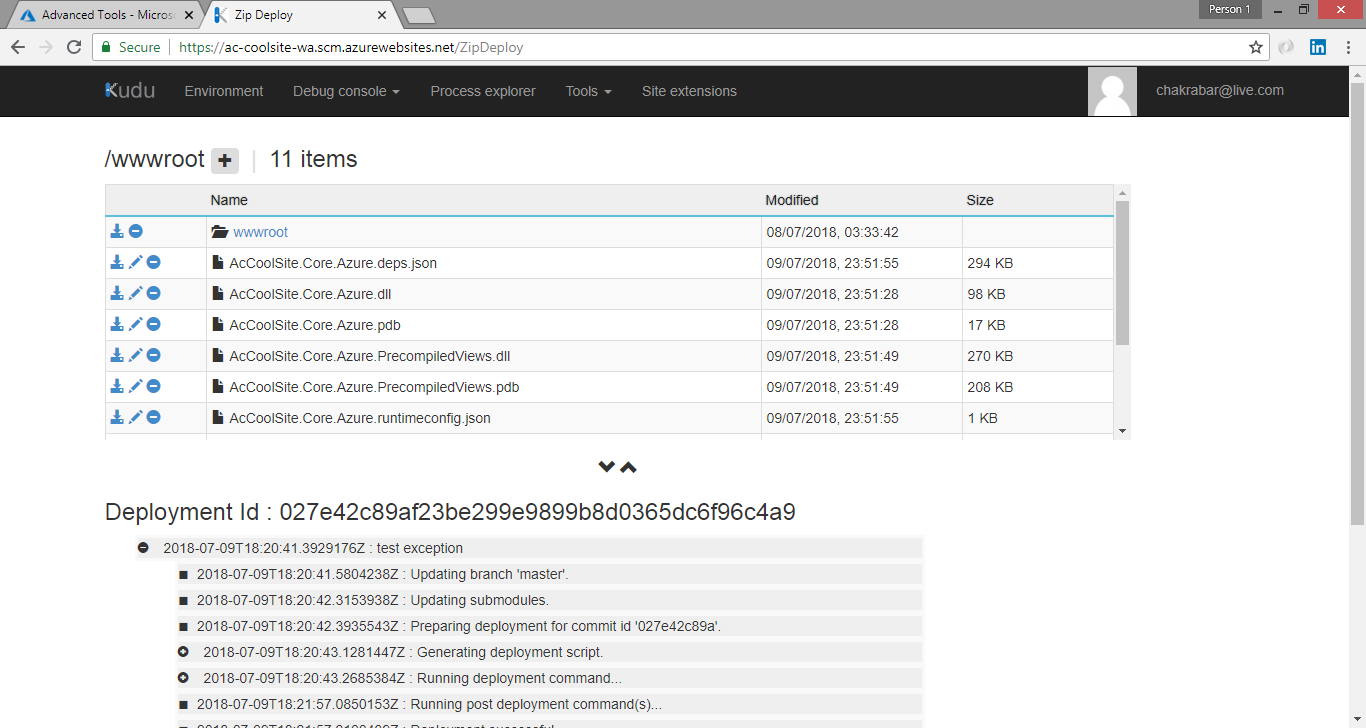 Advanced Tools - Micros
Zip Deploy
Person 1
Secure
https://ac-coolsite-wa.scm.azurewebsites.net/ZipDeploy
in
Kudu
Environment
Debug console
Process explorer
Tools
Site extensions
chakrabar@live.com
/wwwroot | 11 items
Name Modified Size
wwwroot 08/07/2018, 03:33:42
AcCoolSite.Core.Azure.deps.json 09/07/2018, 23:51:55 294 KB
AcCoolSite.Core.Azure.dll 09/07/2018, 23:51:28 98 KB
AcCoolSite.Core.Azure.pdb 09/07/2018, 23:51:28 17 KB
AcCoolSite.Core.Azure.PrecompiledViews.dll 09/07/2018, 23:51:49 270 KB
AcCoolSite.Core.Azure.PrecompiledViews.pdb 09/07/2018, 23:51:49 208 KB
AcCoolSite.Core.Azure.runtimeconfig.json 09/07/2018, 23:51:55 1 KB
Deployment Id : 027e42c89af23be299e9899b8d0365dc6f96c4a9
2018-07-09T18:20:41.3929176Z : test exception
2018-07-09T18:20:41.5804238Z : Updating branch 'master'.
2018-07-09T18:20:42.3153938Z : Updating submodules.
2018-07-09T18:20:42.3935543Z : Preparing deployment for commit id '027e42c89a'.
2018-07-09T18:20:43.1281447Z : Generating deployment script.
2018-07-09T18:20:43.2685384Z : Running deployment command...
2018-07-09T18:21:57.0850153Z : Running post deployment command(s)...